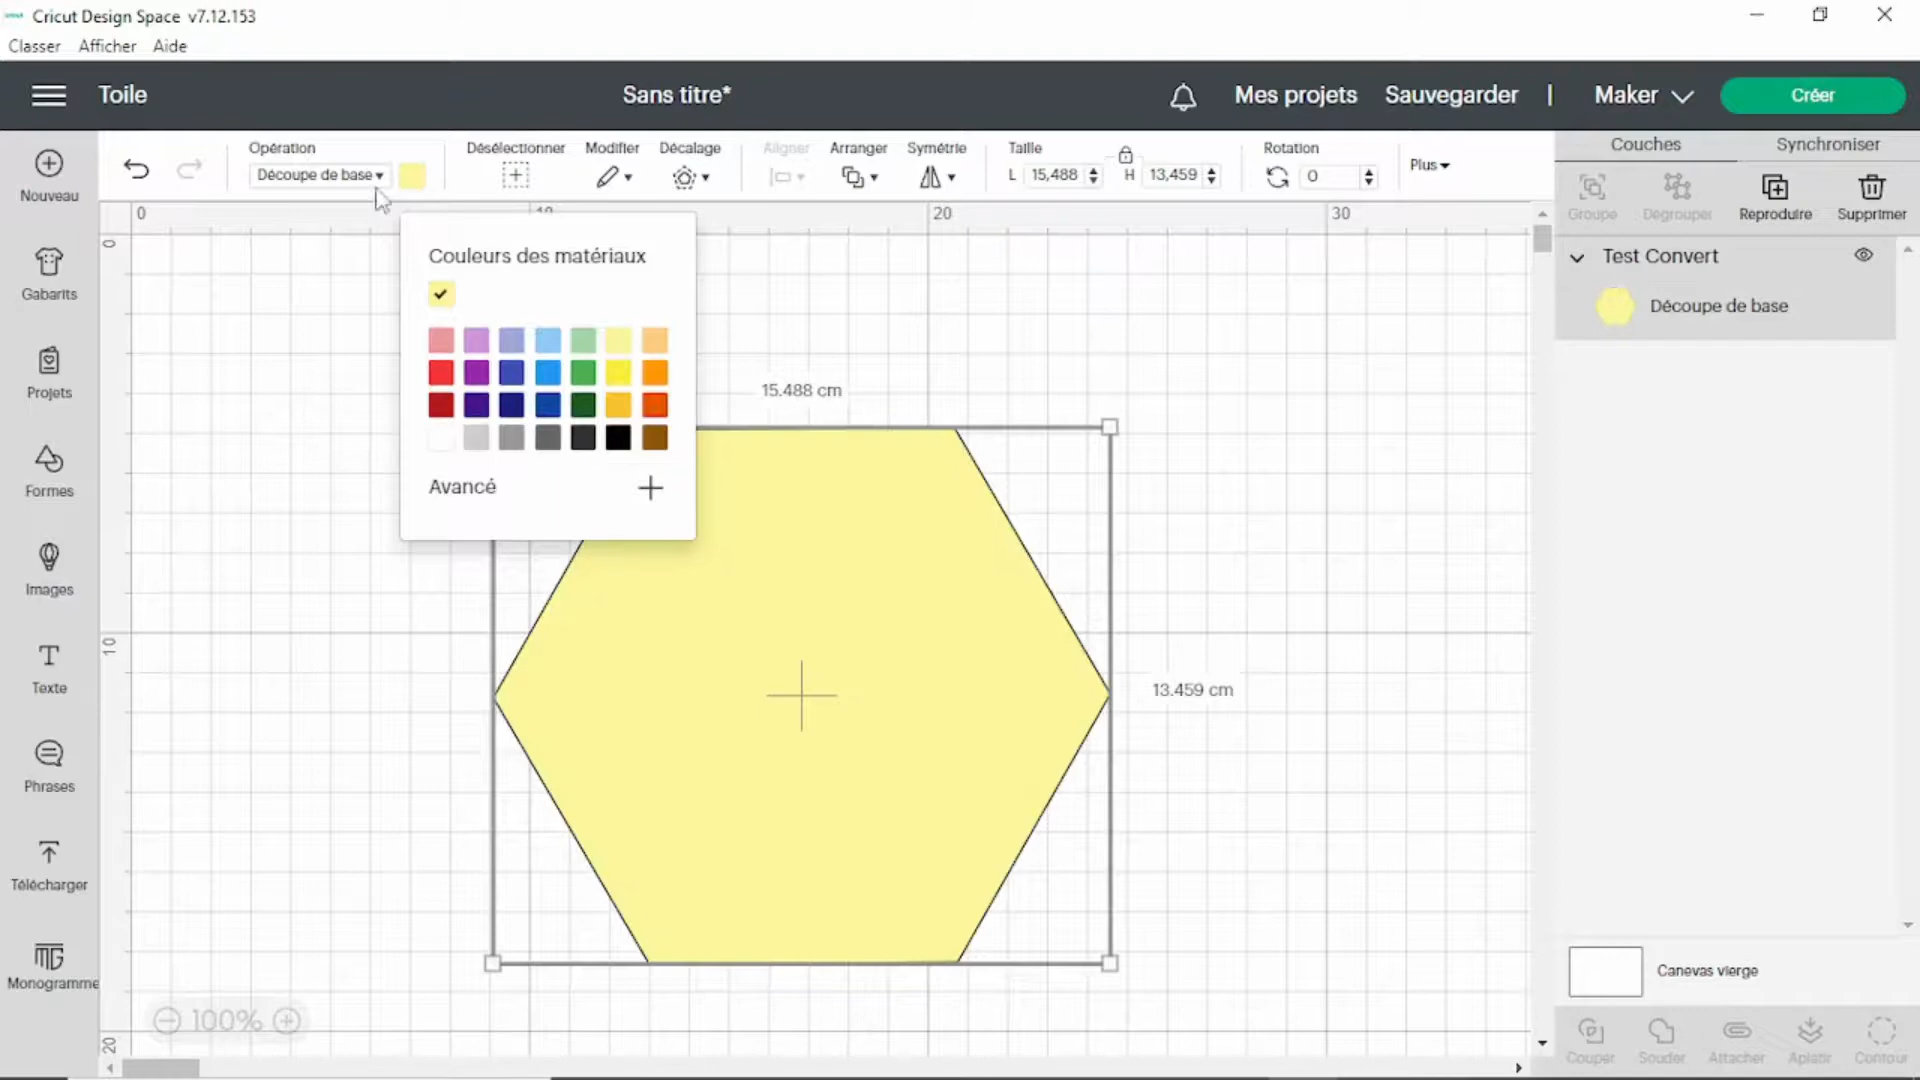 Cricut Design Space v7.12.153
Classer Afficher Aide
Toile
Sans titre*
Mes projets
Sauvegarder
|
Maker
Créer
Opération
Découpe de base
Désélectionner
Modifier
Décalage
Aligner
Arranger
Symétrie
Taille
L 15,488
H 13,459
Rotation
0
Plus
Couches
Synchroniser
Groupe
Dégrouper
Reproduire
Supprimer
Nouveau
Gabarits
Projets
Formes
Images
Texte
Phrases
Télécharger
Monogramme
0
10
20
30
0
10
20
Couleurs des matériaux
Avancé
15.488 cm
13.459 cm
Test Convert
Découpe de base
100%
Canevas vierge
Couper
Souder
Attacher
Aplatir
Contour